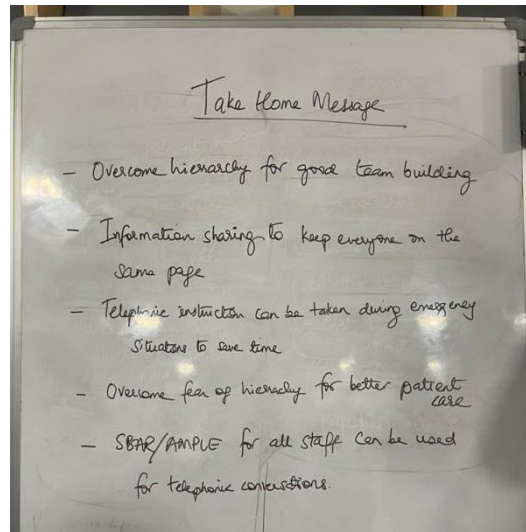 Take Home Message
- Overcome hierarchy for good team building
- Information sharing to keep everyone on the
same page
- Telephonic instruction can be taken during emergency
situations to save time
- Overcome fear of hierarchy for better patient
care
- SBAR/AMPLE for all staff can be used
for telephonic conversations.